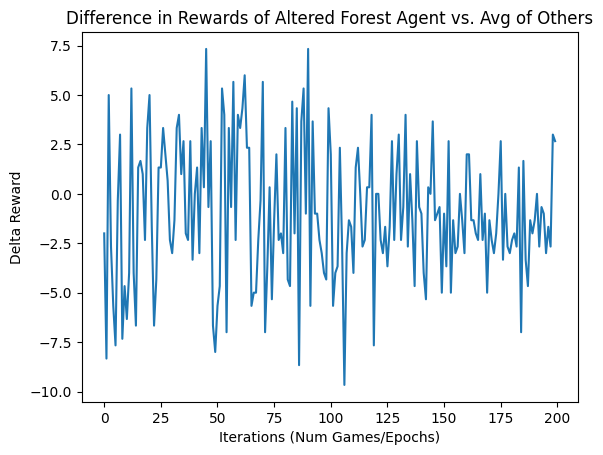 Difference in Rewards of Altered Forest Agent vs. Avg of Others
7.5
5.0
2.5
0.0
−2.5
−5.0
−7.5
−10.0
Delta Reward
0 25 50 75 100 125 150 175 200
Iterations (Num Games/Epochs)